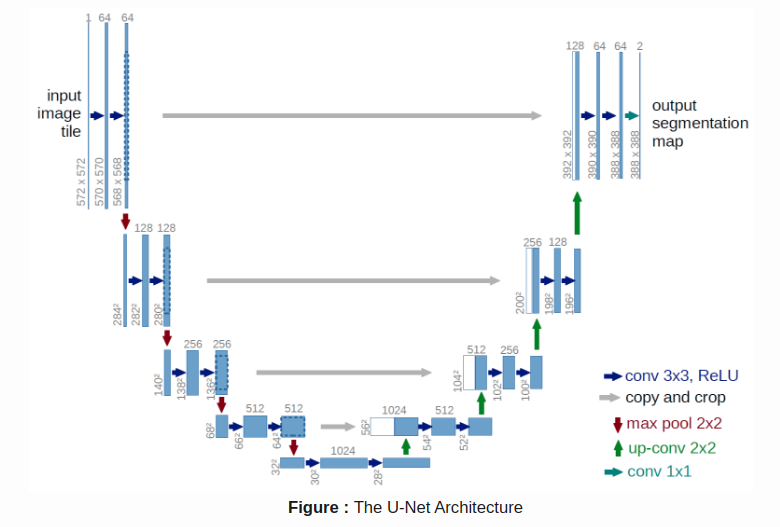 1 64 64
128 64 64 2
input
image
tile
output
segmentation
map
572 x 572
570 x 570
568 x 568
392 x 392
390 x 390
388 x 388
388 x 388
128 128
256 128
284²
282²
280²
200²
198²
196²
256 256
512 256
140²
138²
136²
104²
102²
100²
512 512
1024 512
68²
66²
64²
56²
54²
52²
1024
32²
30²
28²
conv 3x3, ReLU
copy and crop
max pool 2x2
up-conv 2x2
conv 1x1
Figure : The U-Net Architecture